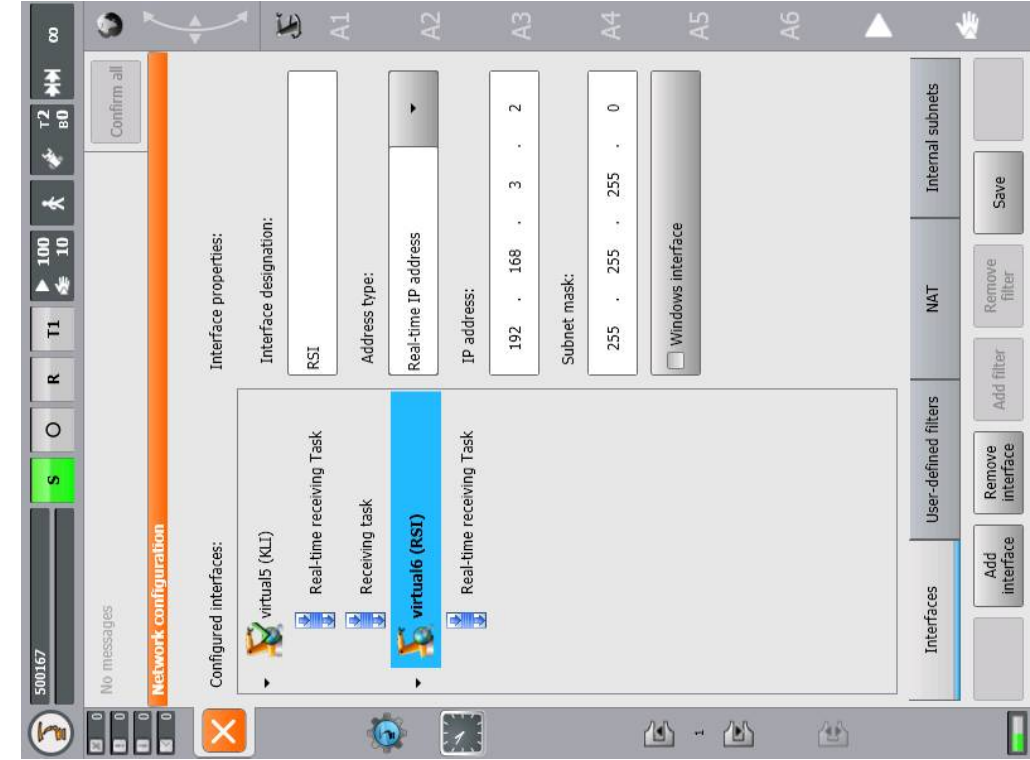 500167
S
R
T1
100
10
T2
B0
∞
0
0
0
0
No messages
Confirm all
Network configuration
Configured interfaces:
virtual5 (KLI)
Real-time receiving Task
Receiving task
virtual6 (RSI)
Real-time receiving Task
Interface properties:
Interface designation:
RSI
Address type:
Real-time IP address
IP address:
192 . 168 . 3 . 2
Subnet mask:
255 . 255 . 255 . 0
Windows interface
A1
A2
A3
A4
A5
A6
1
Interfaces
User-defined filters
NAT
Internal subnets
Add
interface
Remove
interface
Add filter
Remove
filter
Save